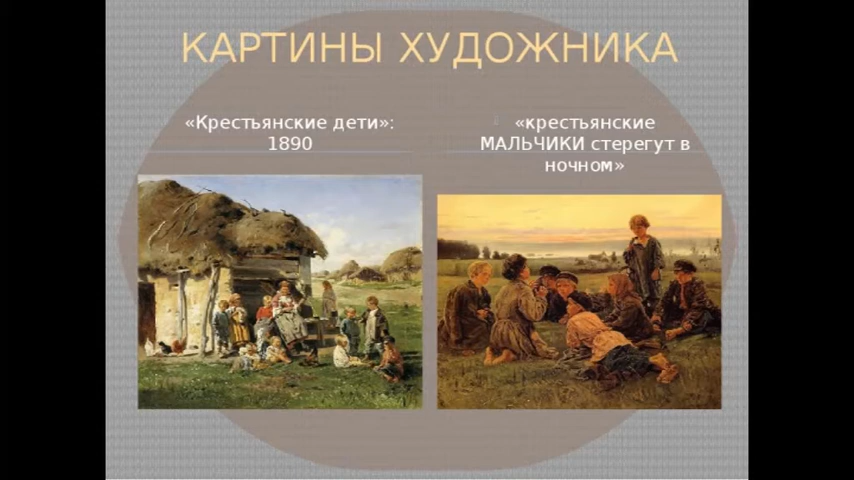 КАРТИНЫ ХУДОЖНИКА
«Крестьянские дети»:
1890
«крестьянские
МАЛЬЧИКИ стерегут в
ночном»